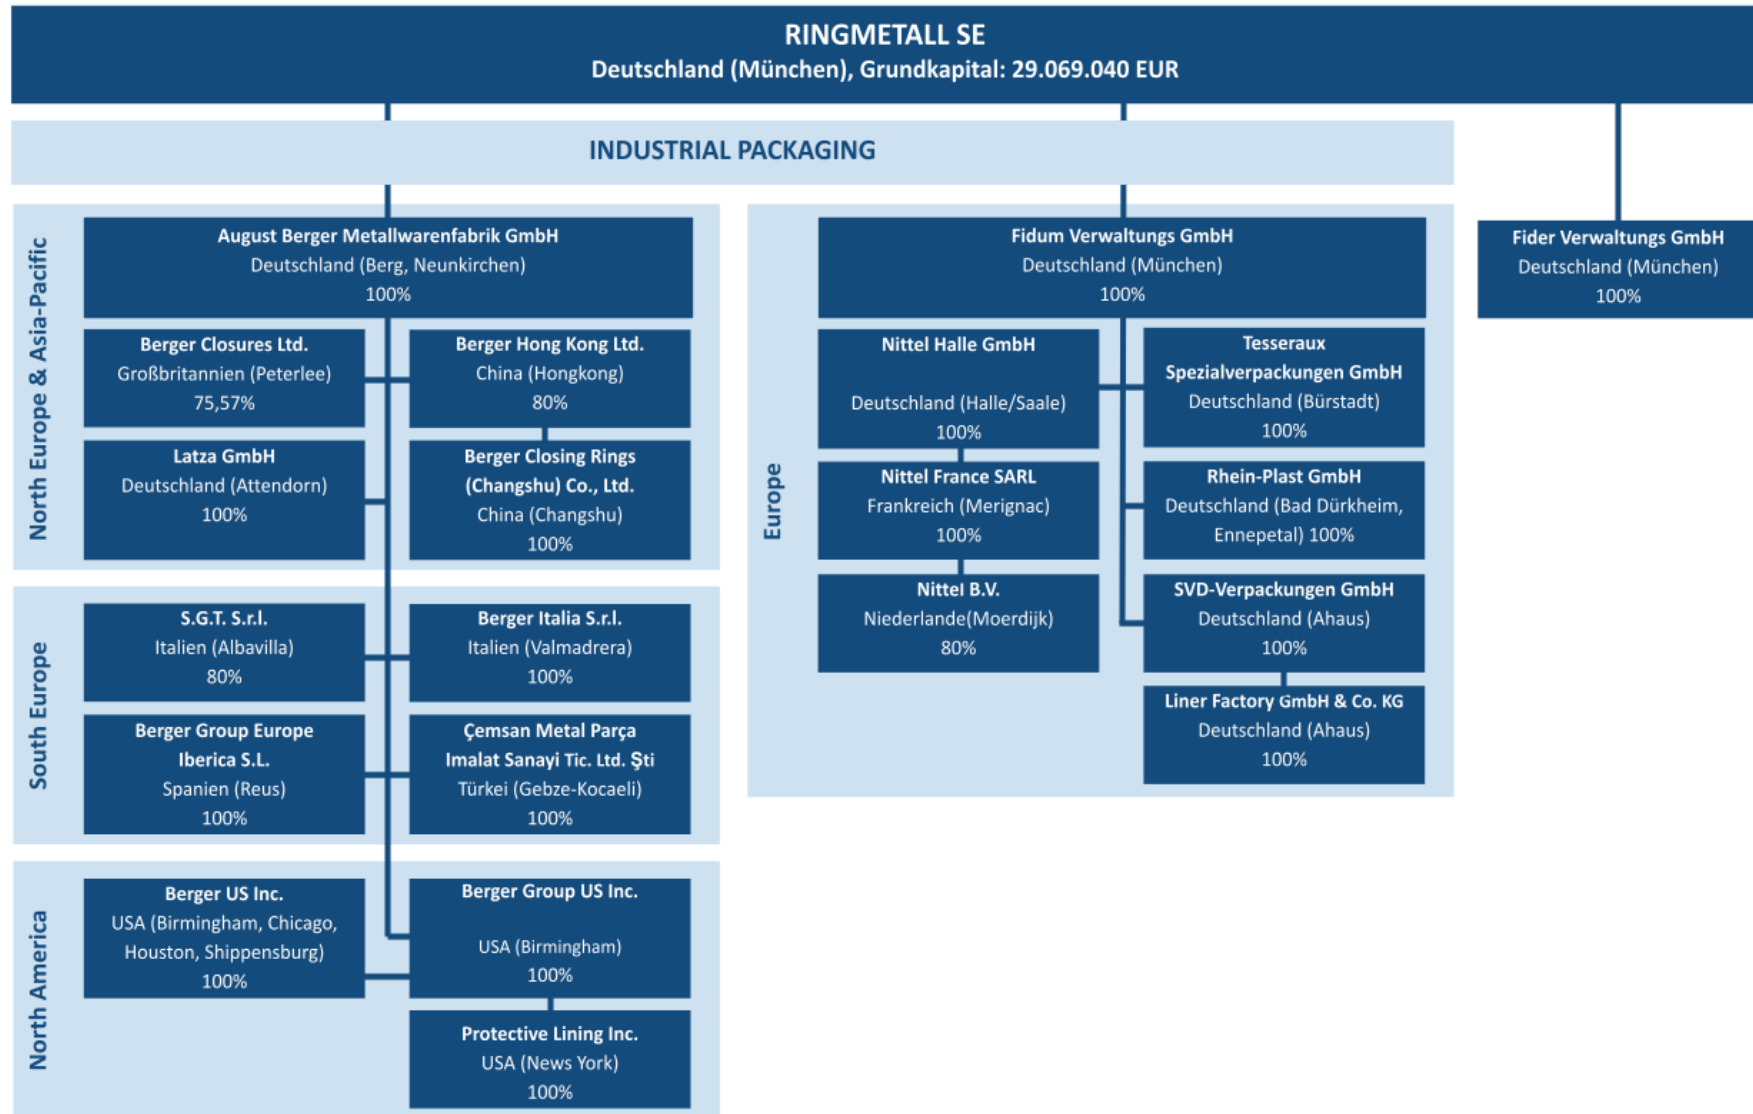 RINGMETALL SE
Deutschland (München), Grundkapital: 29.069.040 EUR
INDUSTRIAL PACKAGING
North Europe & Asia-Pacific
August Berger Metallwarenfabrik GmbH
Deutschland (Berg, Neunkirchen)
100%
Berger Closures Ltd.
Großbritannien (Peterlee)
75,57%
Berger Hong Kong Ltd.
China (Hongkong)
80%
Latza GmbH
Deutschland (Attendorn)
100%
Berger Closing Rings
(Changshu) Co., Ltd.
China (Changshu)
100%
South Europe
S.G.T. S.r.l.
Italien (Albavilla)
80%
Berger Italia S.r.l.
Italien (Valmadrera)
100%
Berger Group Europe
Iberica S.L.
Spanien (Reus)
100%
Çemsan Metal Parça
Imalat Sanayi Tic. Ltd. Şti
Türkei (Gebze-Kocaeli)
100%
North America
Berger US Inc.
USA (Birmingham, Chicago,
Houston, Shippensburg)
100%
Berger Group US Inc.
USA (Birmingham)
100%
Protective Lining Inc.
USA (News York)
100%
Europe
Fidum Verwaltungs GmbH
Deutschland (München)
100%
Nittel Halle GmbH
Deutschland (Halle/Saale)
100%
Tesseraux
Spezialverpackungen GmbH
Deutschland (Bürstadt)
100%
Nittel France SARL
Frankreich (Merignac)
100%
Rhein-Plast GmbH
Deutschland (Bad Dürkheim,
Ennepetal) 100%
Nittel B.V.
Niederlande(Moerdijk)
80%
SVD-Verpackungen GmbH
Deutschland (Ahaus)
100%
Liner Factory GmbH & Co. KG
Deutschland (Ahaus)
100%
Fider Verwaltungs GmbH
Deutschland (München)
100%